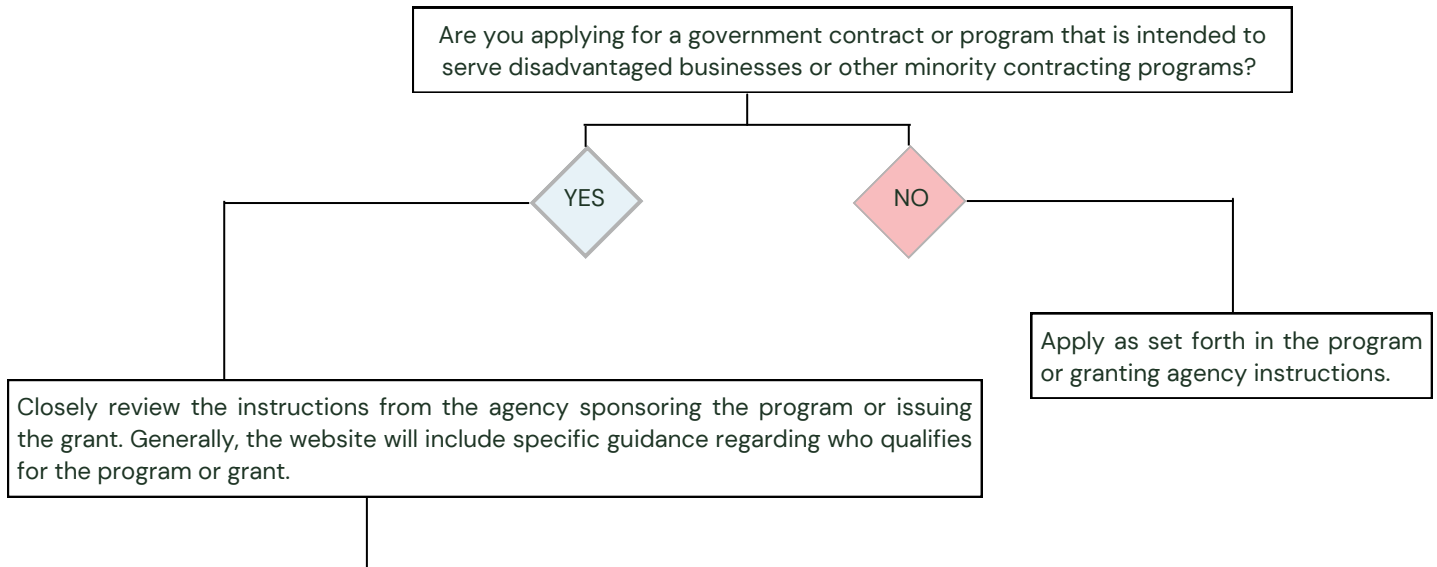 Are you applying for a government contract or program that is intended to
serve disadvantaged businesses or other minority contracting programs?
YES
NO
Apply as set forth in the program
or granting agency instructions.
Closely review the instructions from the agency sponsoring the program or issuing
the grant. Generally, the website will include specific guidance regarding who qualifies
for the program or grant.